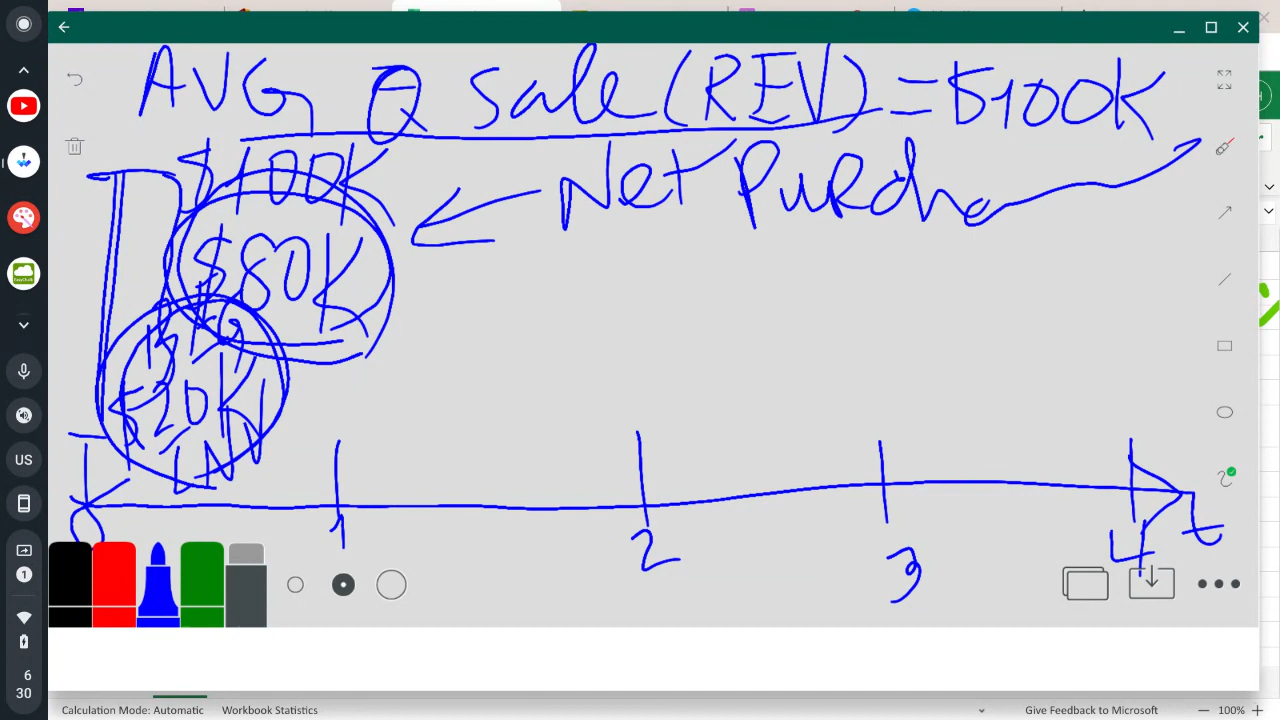 AVG Q Sale (REV) = $100K
$100K
Net Purch
$80K
$20K
INV
0
1
2
3
4
t
US
1
6
30
Calculation Mode: Automatic Workbook Statistics
Give Feedback to Microsoft
100%